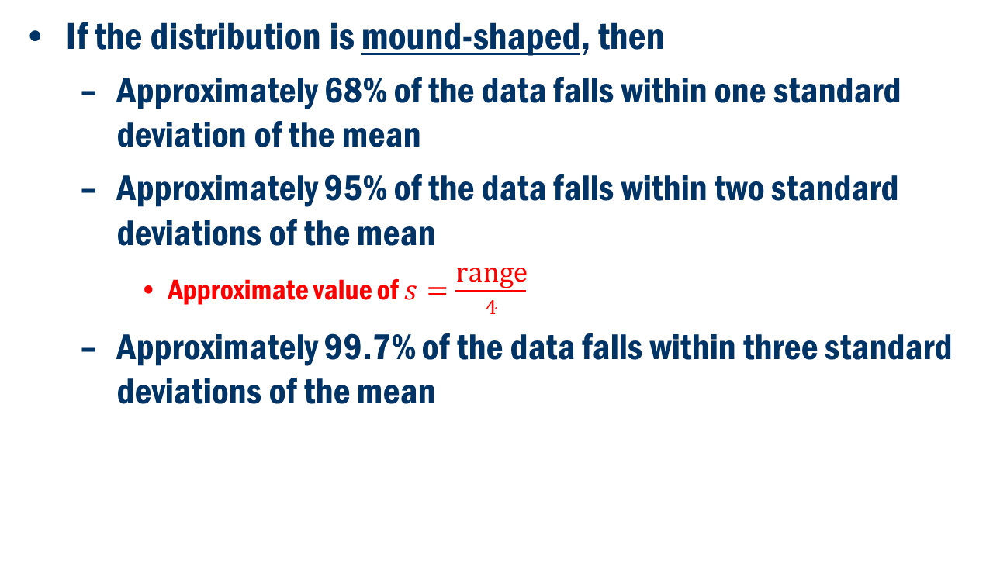 • If the distribution is mound-shaped, then
– Approximately 68% of the data falls within one standard
deviation of the mean
– Approximately 95% of the data falls within two standard
deviations of the mean
• Approximate value of s = range/4
– Approximately 99.7% of the data falls within three standard
deviations of the mean